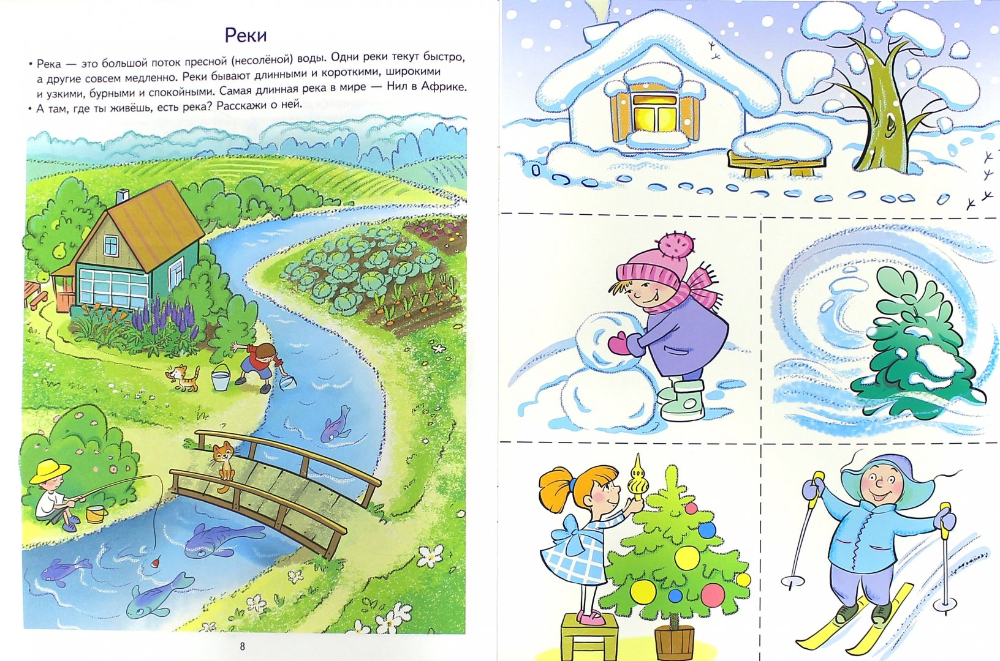 Реки
• Река — это большой поток пресной (несолёной) воды. Одни реки текут быстро,
а другие совсем медленно. Реки бывают длинными и короткими, широкими
и узкими, бурными и спокойными. Самая длинная река в мире — Нил в Африке.
• А там, где ты живёшь, есть река? Расскажи о ней.
8